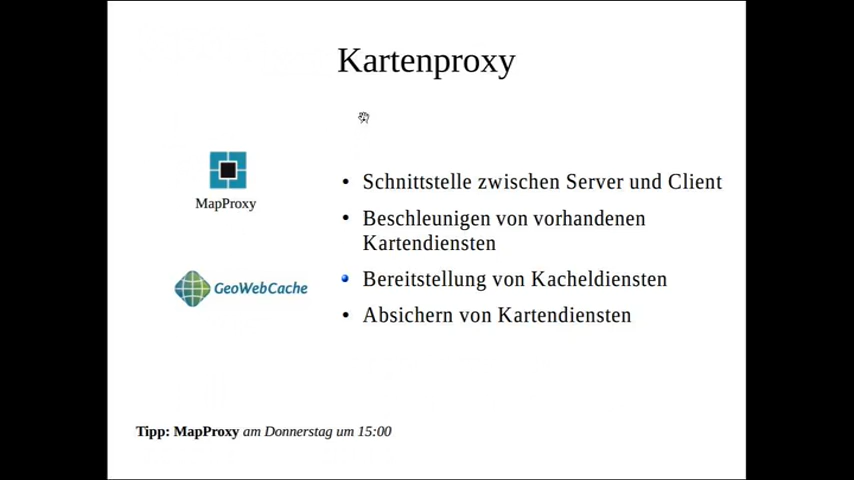 Kartenproxy
MapProxy
GeoWebCache
• Schnittstelle zwischen Server und Client
• Beschleunigen von vorhandenen
Kartendiensten
• Bereitstellung von Kacheldiensten
• Absichern von Kartendiensten
Tipp: MapProxy am Donnerstag um 15:00